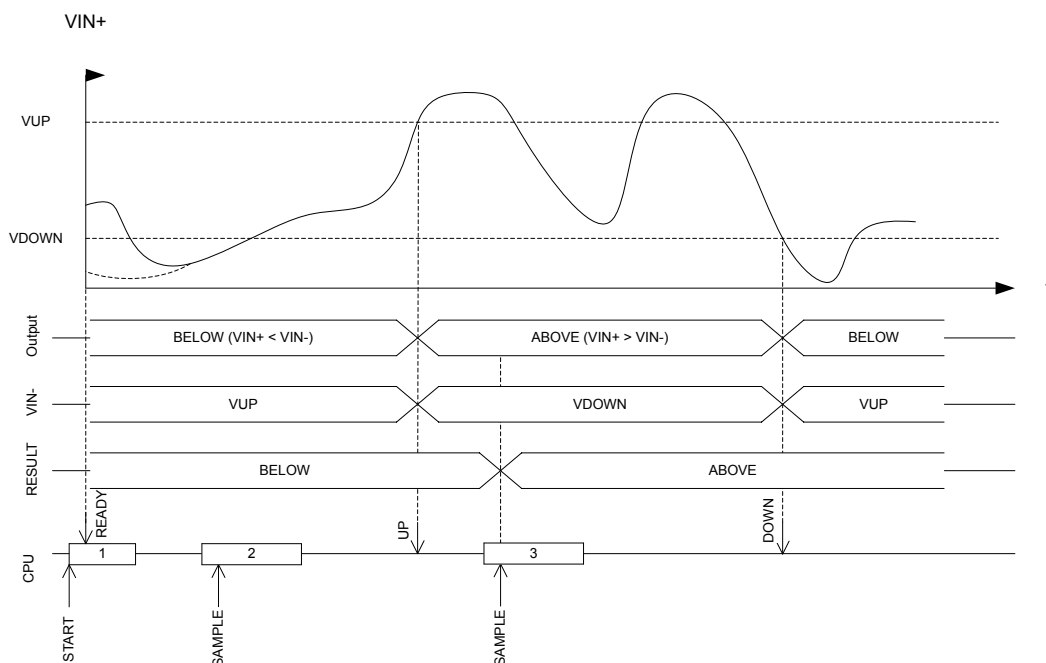 VIN+
VUP
VDOWN
Output
BELOW (VIN+ < VIN-)
ABOVE (VIN+ > VIN-)
BELOW
VIN-
VUP
VDOWN
VUP
RESULT
BELOW
ABOVE
READY
UP
DOWN
CPU
1
2
3
START
SAMPLE
SAMPLE